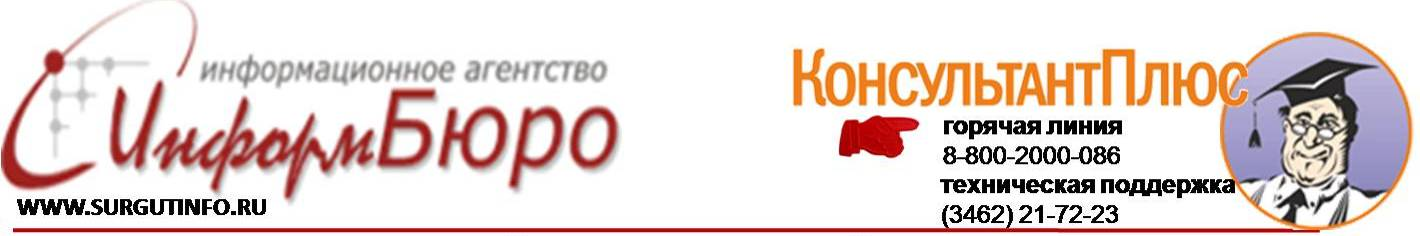 информационное агентство
ИнформБюро
WWW.SURGUTINFO.RU
КонсультантПлюс
горячая линия
8-800-2000-086
техническая поддержка
(3462) 21-72-23